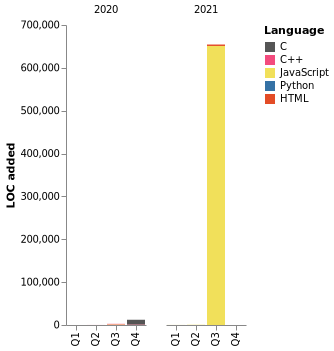 2020
2021
LOC added
700,000
600,000
500,000
400,000
300,000
200,000
100,000
0
Q1
Q2
Q3
Q4
Q1
Q2
Q3
Q4
Language
C
C++
JavaScript
Python
HTML